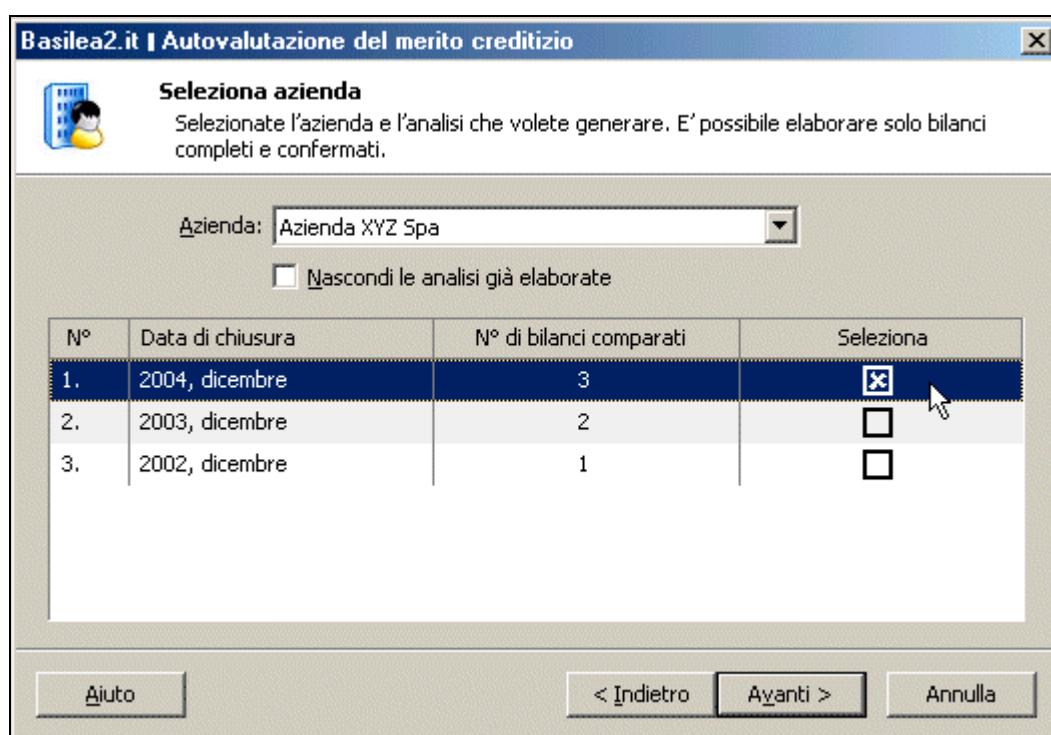 Basilea2.it | Autovalutazione del merito creditizio
Seleziona azienda
Selezionate l'azienda e l'analisi che volete generare. E' possibile elaborare solo bilanci
completi e confermati.
Azienda: Azienda XYZ Spa
Nascondi le analisi già elaborate
N° Data di chiusura N° di bilanci comparati Seleziona
1. 2004, dicembre 3
2. 2003, dicembre 2
3. 2002, dicembre 1
Aiuto < Indietro Avanti > Annulla